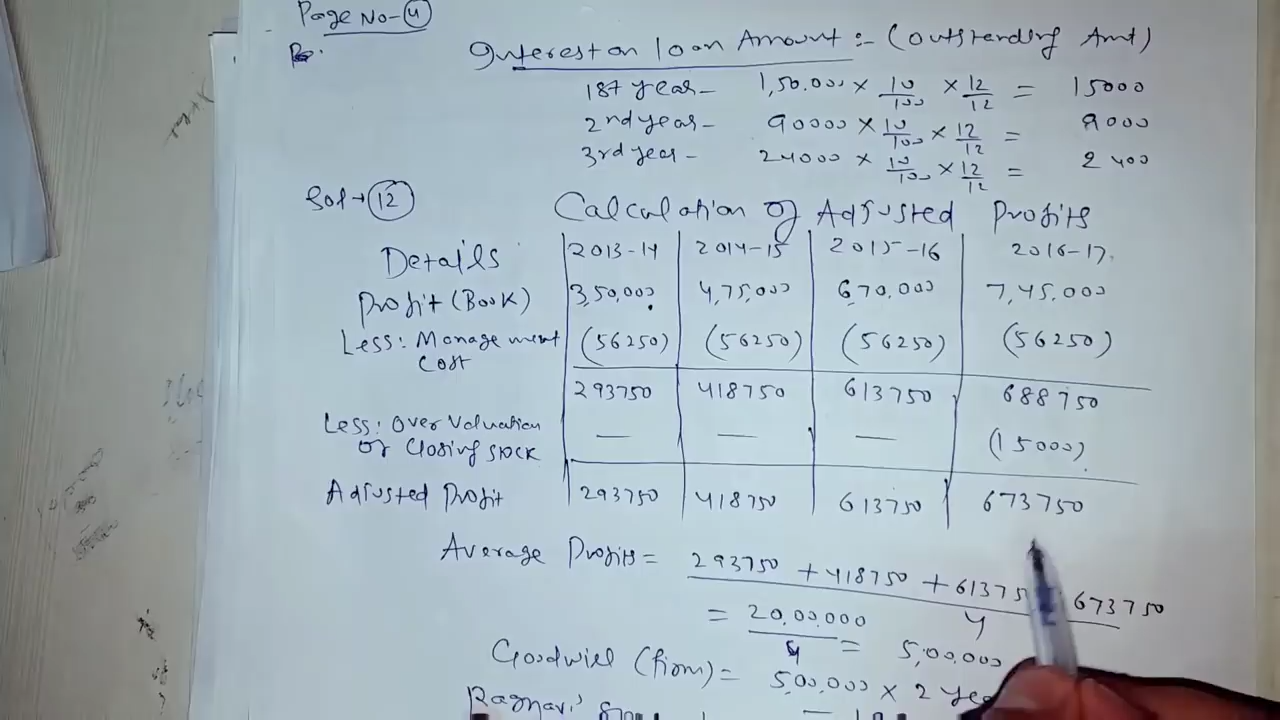 Page No-4
Interest on loan Amount :- (Outstanding Amt)
1st year - 1,50,000 × 10/100 × 12/12 = 15000
2nd year - 90000 × 10/100 × 12/12 = 9000
3rd year - 24000 × 10/100 × 12/12 = 2400
Sol→ 12 Calculation of Adjusted Profits
Details 2013-14 2014-15 2015-16 2016-17
Profit (Book) 3,50,000 4,75,000 6,70,000 7,45,000
Less: Management (56250) (56250) (56250) (56250)
Cost
293750 418750 613750 688750
Less: Over Valuation
of Closing stock — — — (15000)
Adjusted Profit 293750 418750 613750 673750
Average Profits = 293750 + 418750 + 61375 673750
4
= 20,00,000 / 4 = 5,00,000
Goodwill (firm) = 5,00,000 × 2